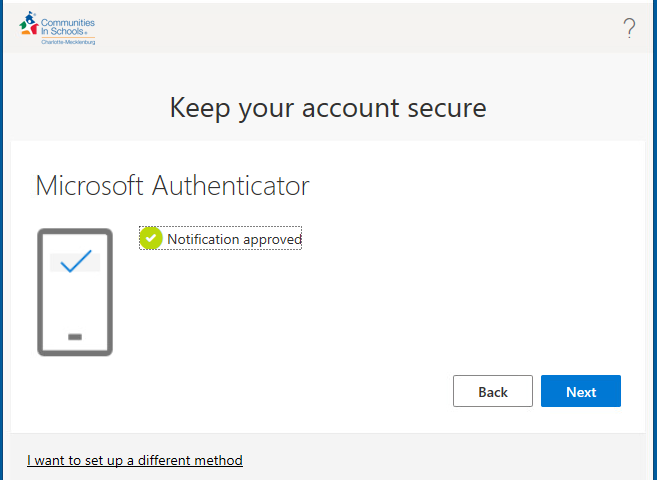 Communities
In Schools®
Charlotte-Mecklenburg
?
Keep your account secure
Microsoft Authenticator
Notification approved
Back
Next
I want to set up a different method